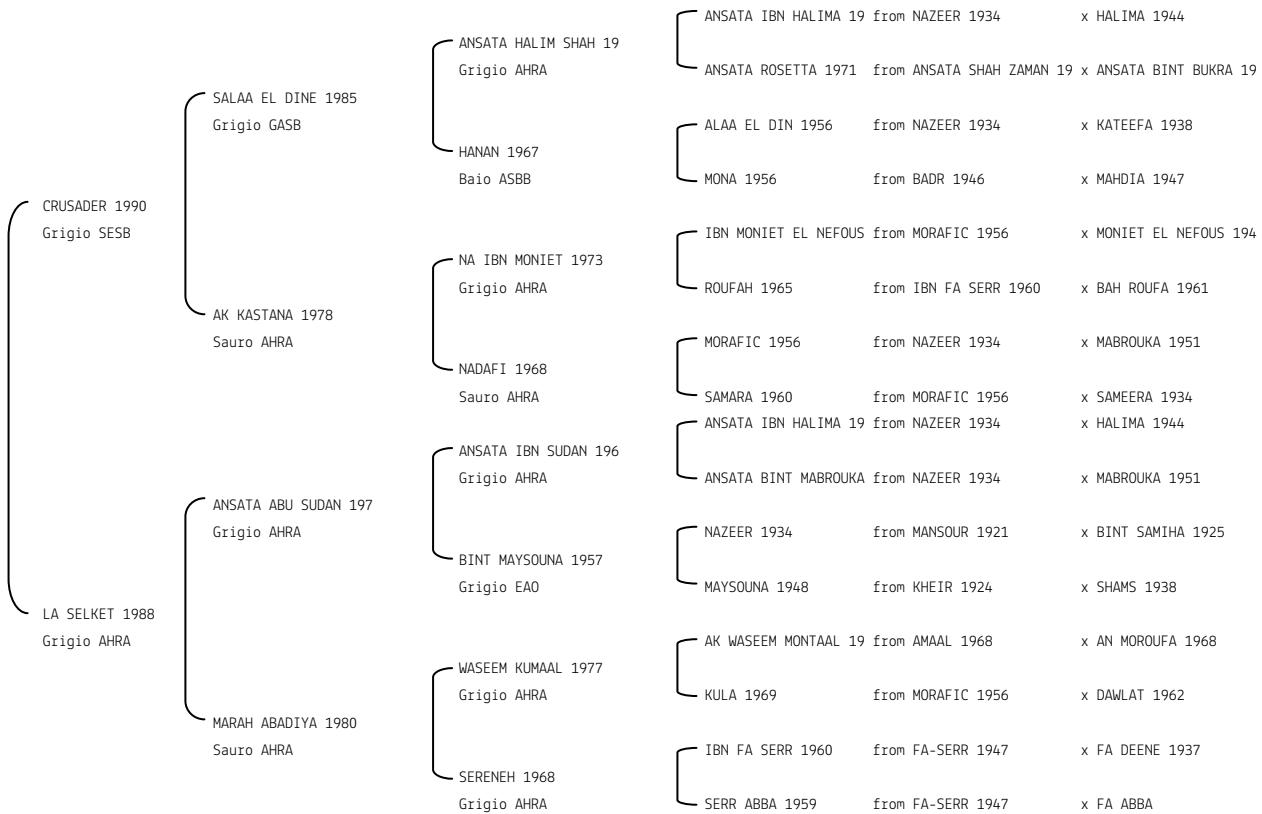 ANSATA IBN HALIMA 19 from NAZEER 1934 x HALIMA 1944
ANSATA HALIM SHAH 19
Grigio AHRA
ANSATA ROSETTA 1971 from ANSATA SHAH ZAMAN 19 x ANSATA BINT BUKRA 19
SALAA EL DINE 1985
Grigio GASB
ALAA EL DIN 1956 from NAZEER 1934 x KATEEFA 1938
HANAN 1967
Baio ASBB
MONA 1956 from BADR 1946 x MAHDIA 1947
CRUSADER 1990
Grigio SESB
IBN MONIET EL NEFOUS from MORAFIC 1956 x MONIET EL NEFOUS 194
NA IBN MONIET 1973
Grigio AHRA
ROUFAH 1965 from IBN FA SERR 1960 x BAH ROUFA 1961
AK KASTANA 1978
Sauro AHRA
MORAFIC 1956 from NAZEER 1934 x MABROUKA 1951
NADAFI 1968
Sauro AHRA
SAMARA 1960 from MORAFIC 1956 x SAMEERA 1934
ANSATA IBN HALIMA 19 from NAZEER 1934 x HALIMA 1944
ANSATA IBN SUDAN 196
Grigio AHRA
ANSATA BINT MABROUKA from NAZEER 1934 x MABROUKA 1951
ANSATA ABU SUDAN 197
Grigio AHRA
NAZEER 1934 from MANSOUR 1921 x BINT SAMIHA 1925
BINT MAYSOUNA 1957
Grigio EAO
MAYSOUNA 1948 from KHEIR 1924 x SHAMS 1938
LA SELKET 1988
Grigio AHRA
AK WASEEM MONTAAL 19 from AMAAL 1968 x AN MOROUFA 1968
WASEEM KUMAAL 1977
Grigio AHRA
KULA 1969 from MORAFIC 1956 x DAWLAT 1962
MARAH ABADIYA 1980
Sauro AHRA
IBN FA SERR 1960 from FA-SERR 1947 x FA DEENE 1937
SERENEH 1968
Grigio AHRA
SERR ABBA 1959 from FA-SERR 1947 x FA ABBA